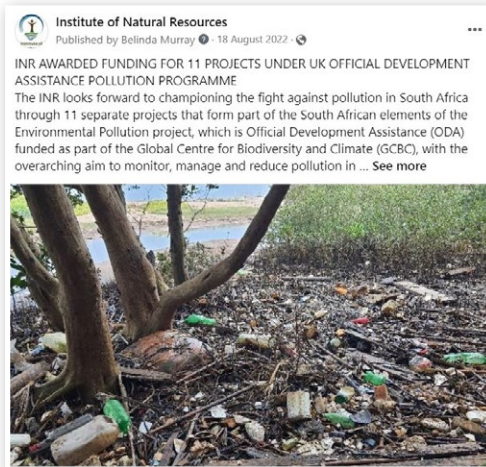 Institute of Natural Resources
Published by Belinda Murray · 18 August 2022 ·
INR AWARDED FUNDING FOR 11 PROJECTS UNDER UK OFFICIAL DEVELOPMENT
ASSISTANCE POLLUTION PROGRAMME
The INR looks forward to championing the fight against pollution in South Africa
through 11 separate projects that form part of the South African elements of the
Environmental Pollution project, which is Official Development Assistance (ODA)
funded as part of the Global Centre for Biodiversity and Climate (GCBC), with the
overarching aim to monitor, manage and reduce pollution in ... See more